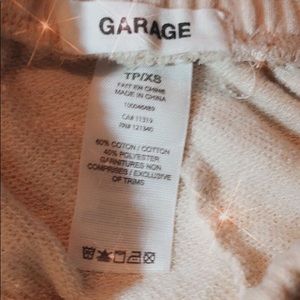 GARAGE
TP/XS
FAIT EN CHINE
MADE IN CHINA
100046489
CA# 11319
RN# 121340
60% COTON / COTTON
40% POLYESTER
GARNITURES NON
COMPRISES / EXCLUSIVE
OF TRIMS